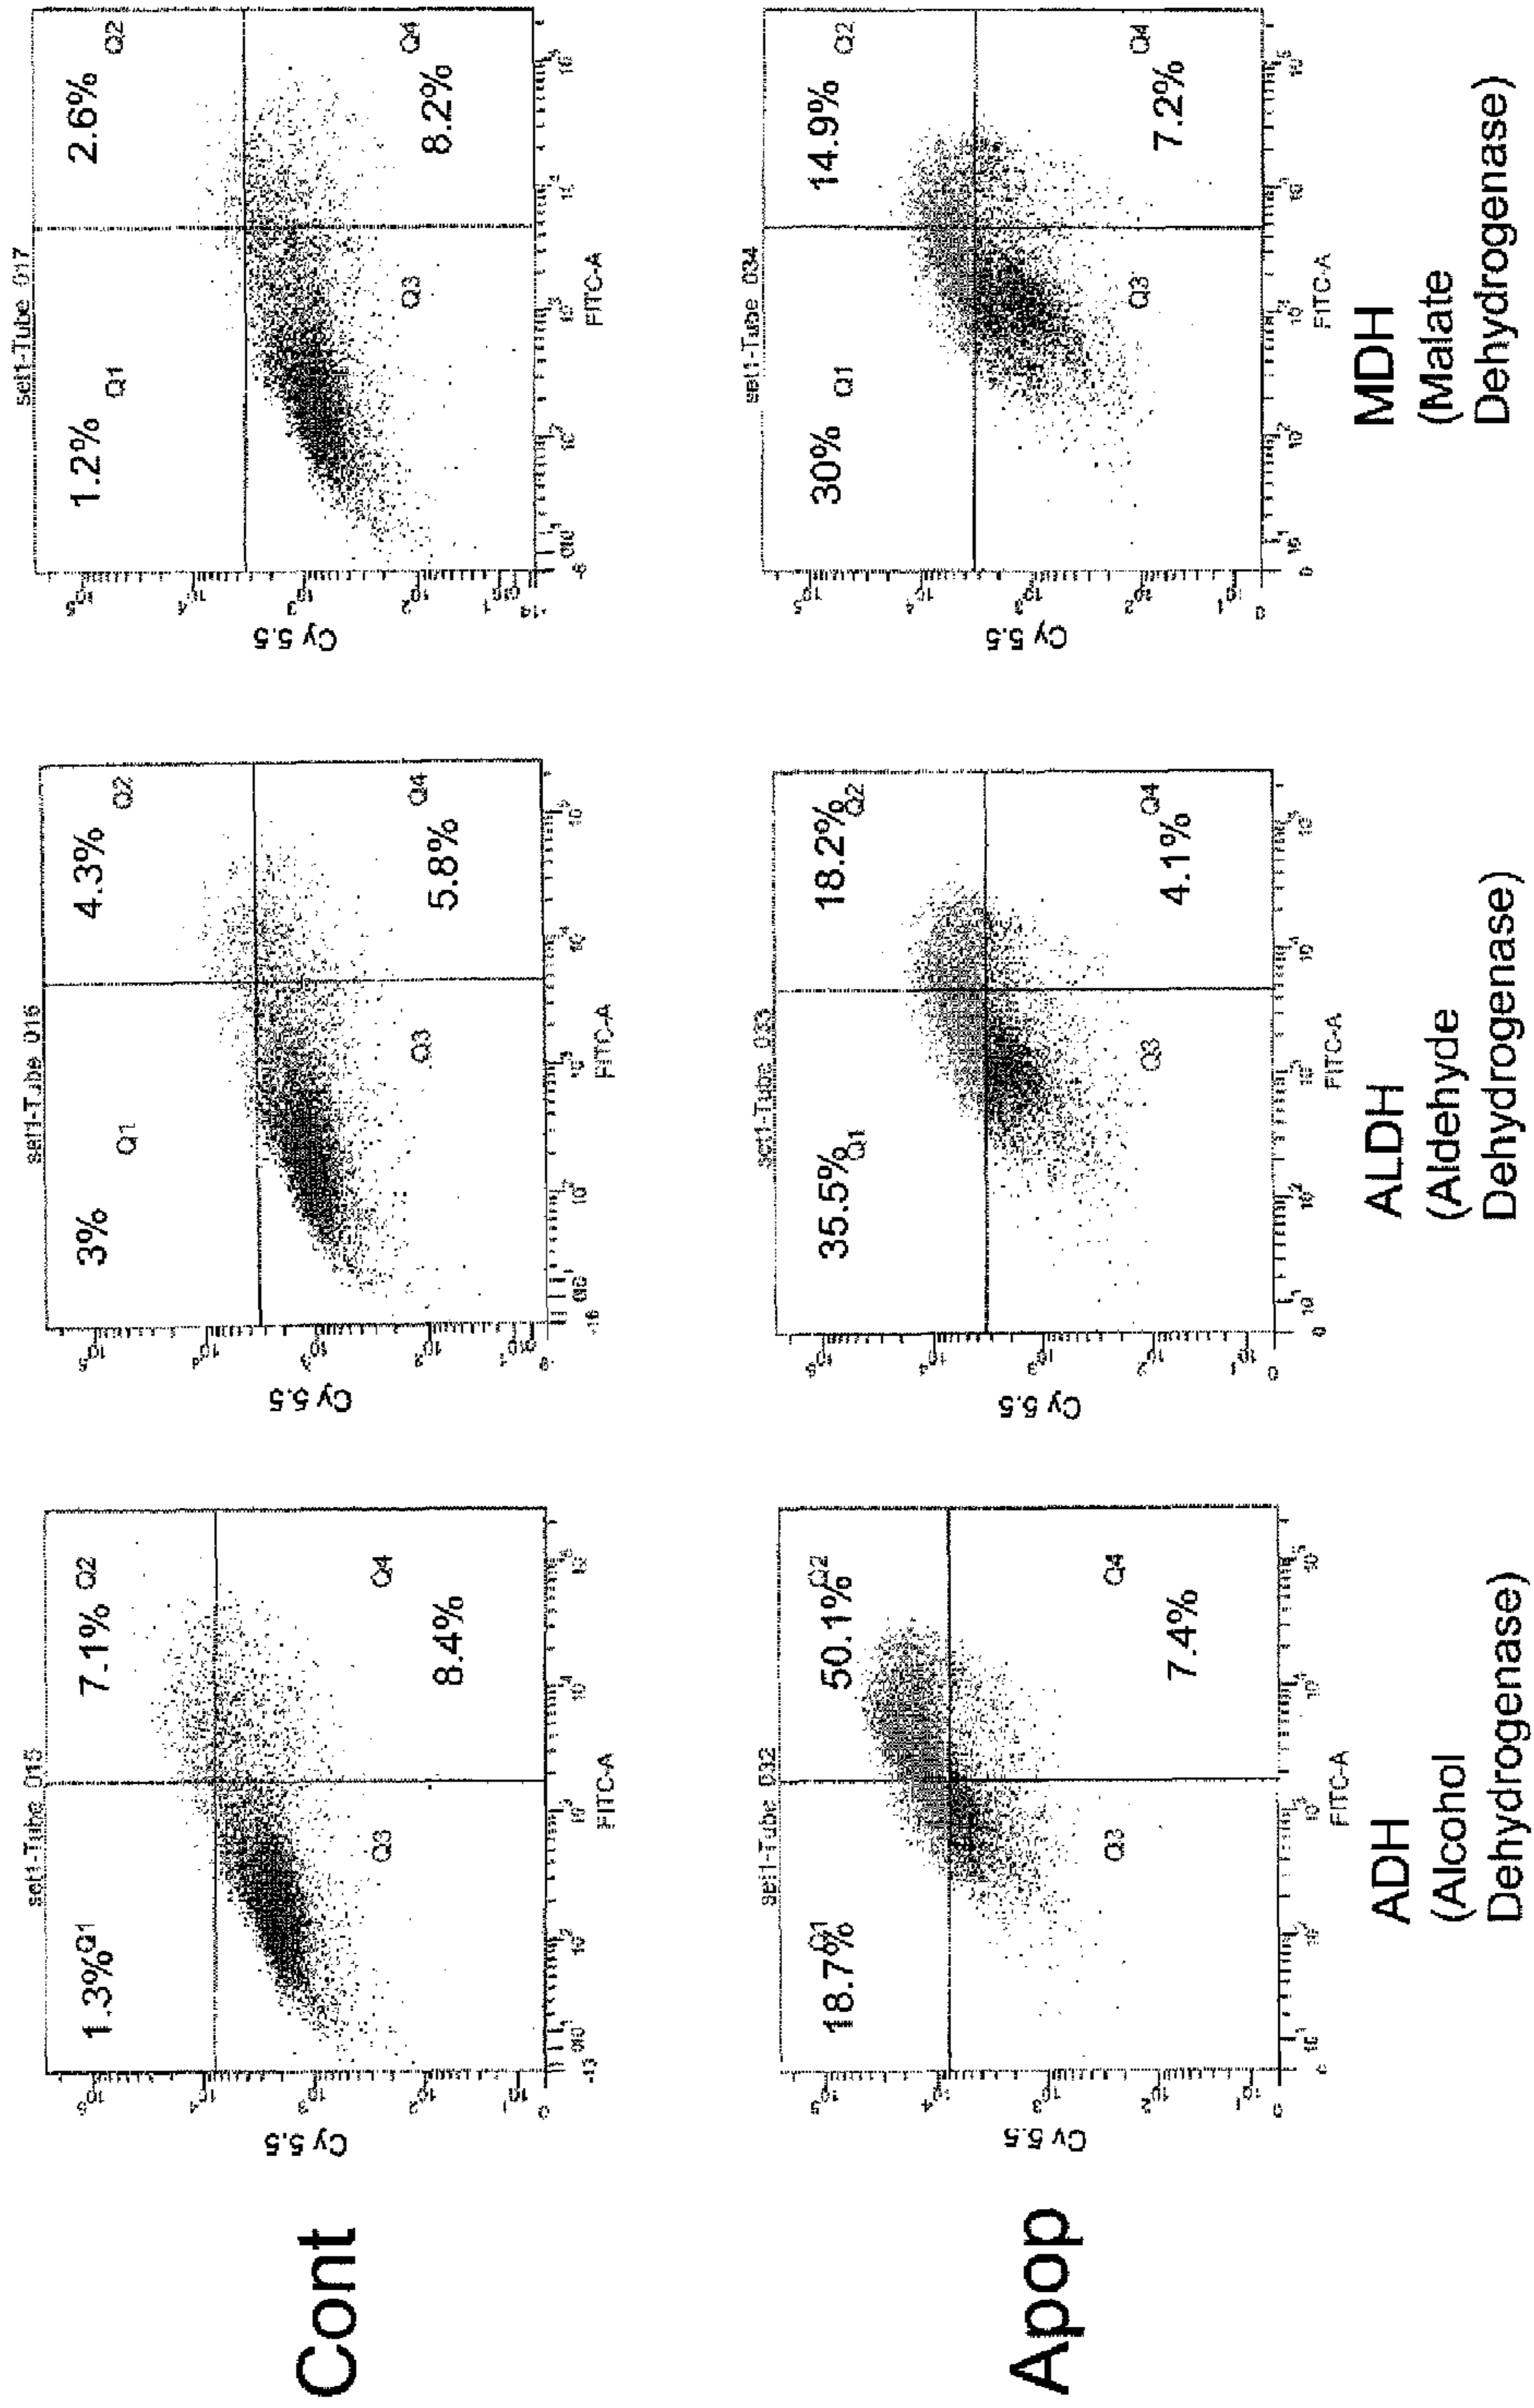 Cont
set1-Tube 015
1.3%
Q1
7.1%
Q2
Q3
8.4%
Q4
Cy 5.5
FITC-A
set1-Tube 016
3%
Q1
4.3%
Q2
Q3
5.8%
Q4
Cy 5.5
FITC-A
set1-Tube 017
1.2%
Q1
2.6%
Q2
Q3
8.2%
Q4
Cy 5.5
FITC-A
Apop
set1-Tube 032
18.7%
Q1
50.1%
Q2
Q3
7.4%
Q4
Cy 5.5
FITC-A
set1-Tube 033
35.5%
Q1
18.2%
Q2
Q3
4.1%
Q4
Cy 5.5
FITC-A
set1-Tube 034
30%
Q1
14.9%
Q2
Q3
7.2%
Q4
Cy 5.5
FITC-A
ADH
(Alcohol
Dehydrogenase)
ALDH
(Aldehyde
Dehydrogenase)
MDH
(Malate
Dehydrogenase)